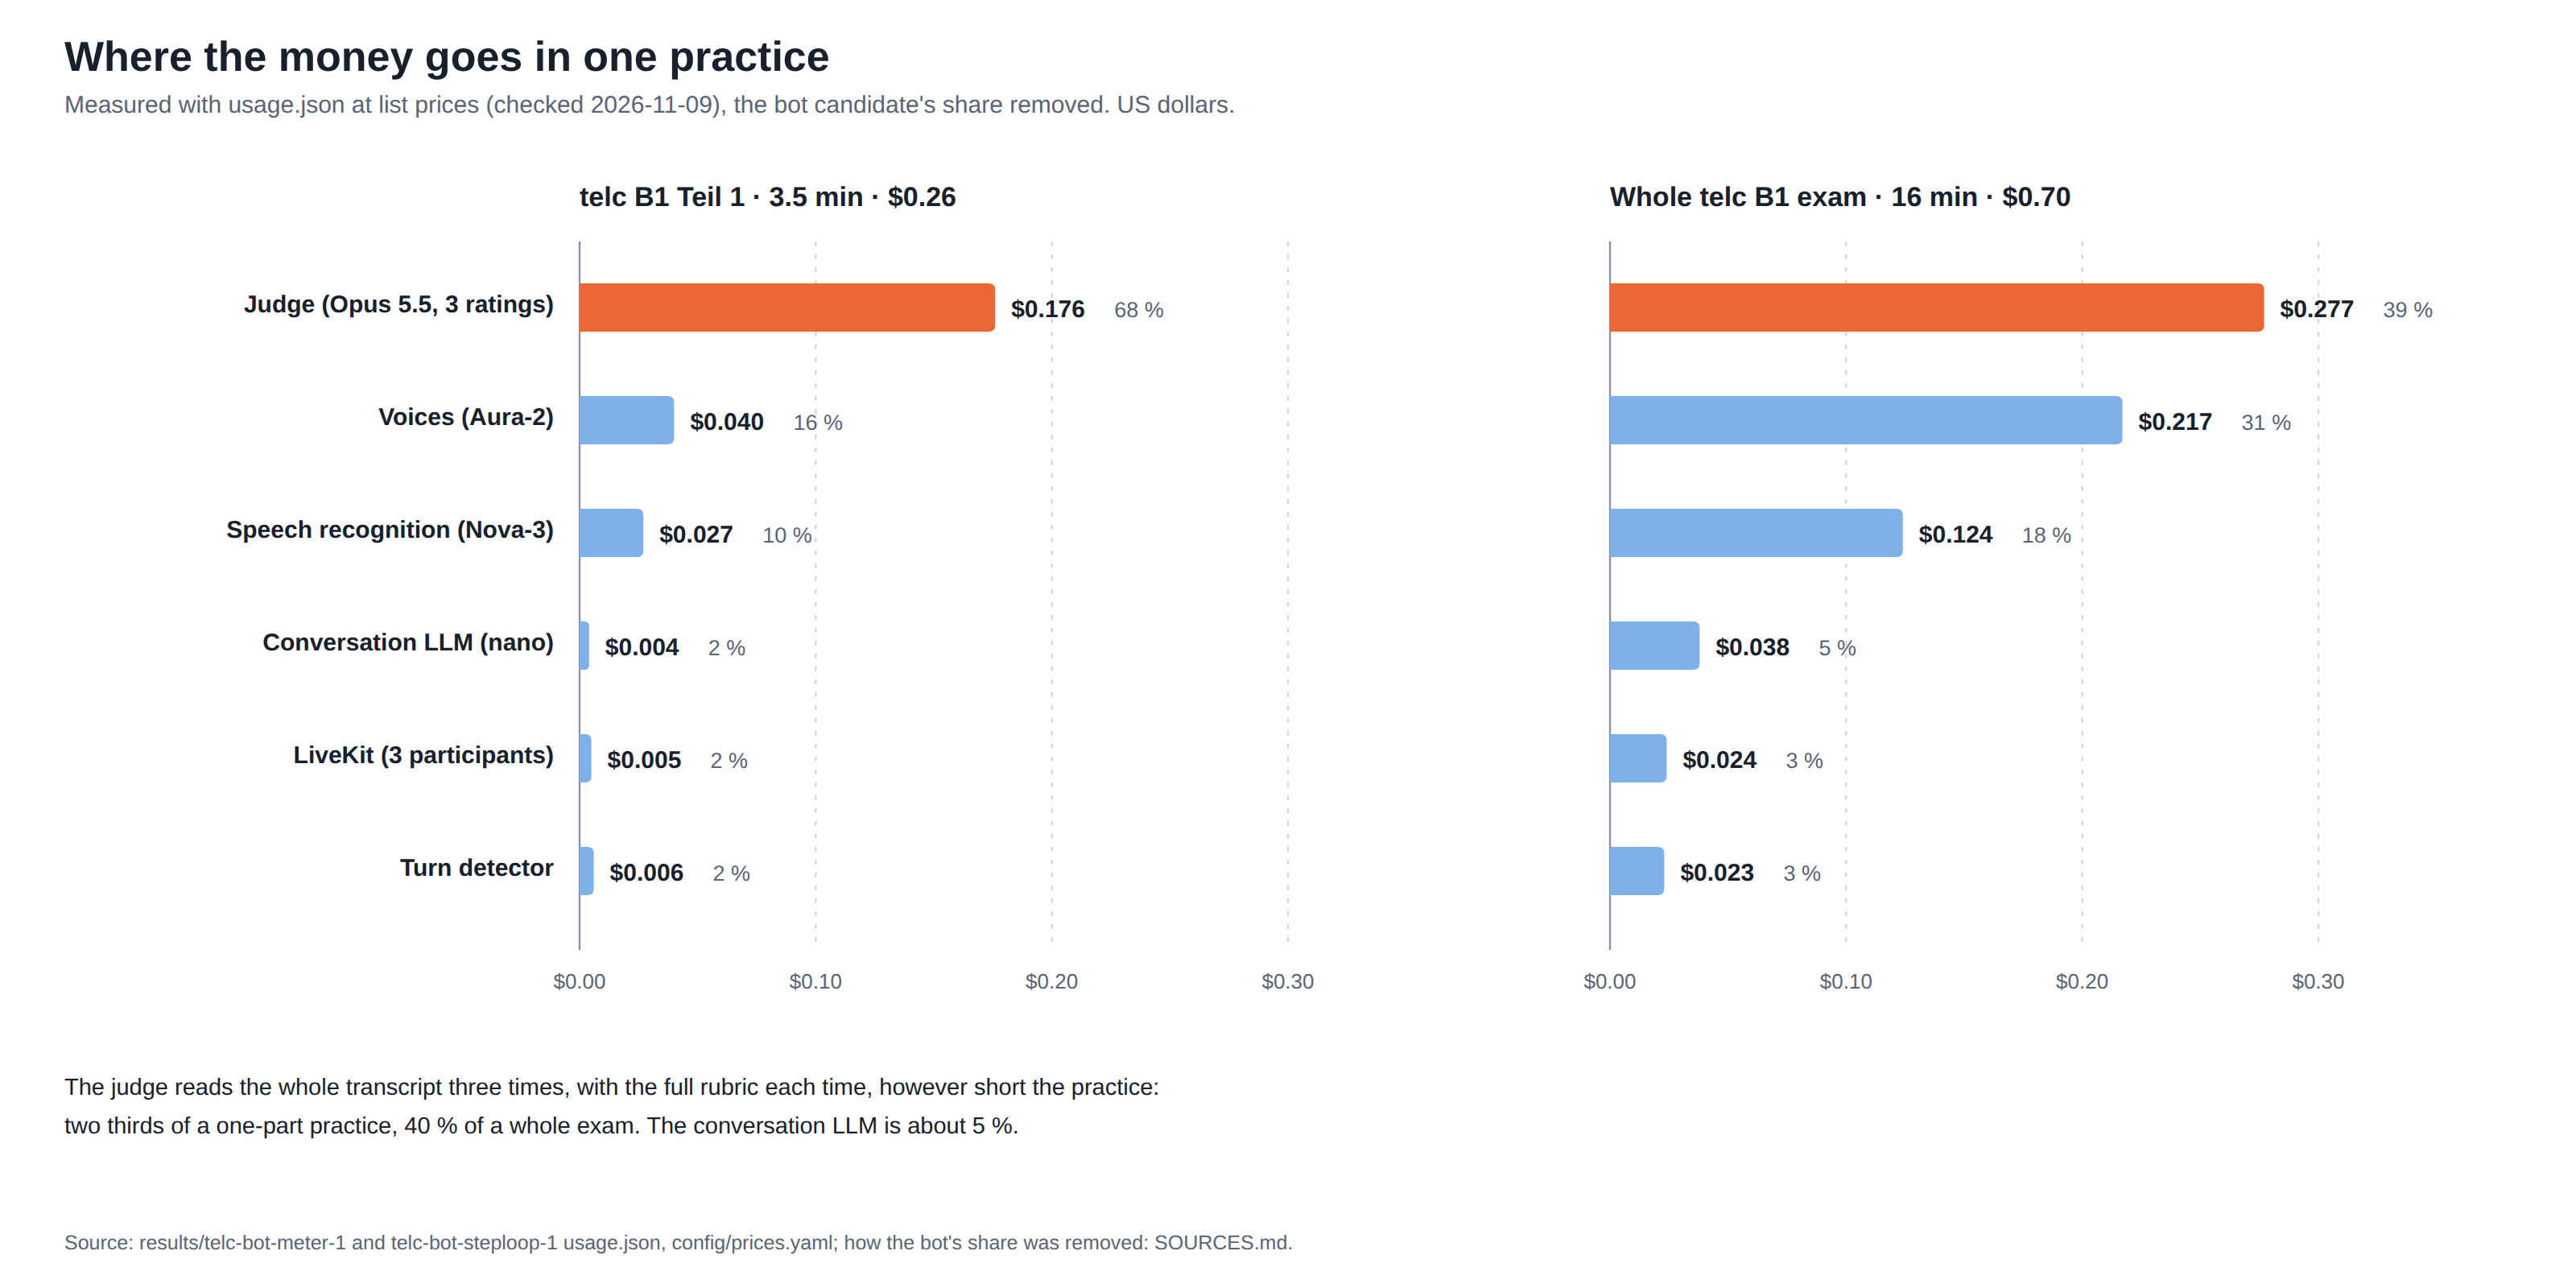 Where the money goes in one practice
Measured with usage.json at list prices (checked 2026-11-09), the bot candidate's share removed. US dollars.
telc B1 Teil 1 · 3.5 min · $0.26
Whole telc B1 exam · 16 min · $0.70
Judge (Opus 5.5, 3 ratings) $0.176 68 % $0.277 39 %
Voices (Aura-2) $0.040 16 % $0.217 31 %
Speech recognition (Nova-3) $0.027 10 % $0.124 18 %
Conversation LLM (nano) $0.004 2 % $0.038 5 %
LiveKit (3 participants) $0.005 2 % $0.024 3 %
Turn detector $0.006 2 % $0.023 3 %
$0.00 $0.10 $0.20 $0.30 $0.00 $0.10 $0.20 $0.30
The judge reads the whole transcript three times, with the full rubric each time, however short the practice:
two thirds of a one-part practice, 40 % of a whole exam. The conversation LLM is about 5 %.
Source: results/telc-bot-meter-1 and telc-bot-steploop-1 usage.json, config/prices.yaml; how the bot's share was removed: SOURCES.md.